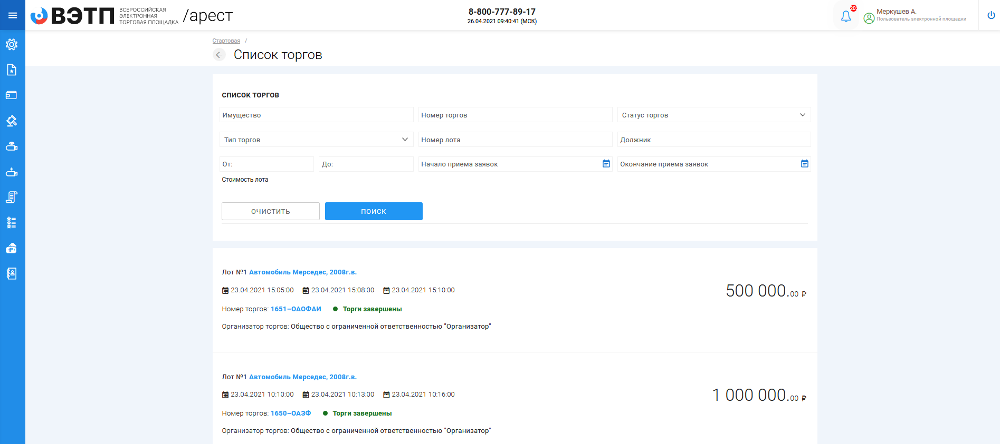 ВЭТП
ВСЕРОССИЙСКАЯ
ЭЛЕКТРОННАЯ
ТОРГОВАЯ ПЛОЩАДКА
/арест
8-800-777-89-17
26.04.2021 09:40:41 (МСК)
20
Меркушев А.
Пользователь электронной площадки
Стартовая /
Список торгов
СПИСОК ТОРГОВ
Имущество
Номер торгов
Статус торгов
Тип торгов
Номер лота
Должник
От:
До:
Начало приема заявок
Окончание приема заявок
Стоимость лота
ОЧИСТИТЬ
ПОИСК
Лот №1 Автомобиль Мерседес, 2008г.в.
23.04.2021 15:05:00 23.04.2021 15:08:00 23.04.2021 15:10:00
500 000.00 ₽
Номер торгов: 1651–ОАОФАИ Торги завершены
Организатор торгов: Общество с ограниченной ответственностью "Организатор"
Лот №1 Автомобиль Мерседес, 2008г.в.
23.04.2021 10:10:00 23.04.2021 10:13:00 23.04.2021 10:16:00
1 000 000.00 ₽
Номер торгов: 1650–ОАЗФ Торги завершены
Организатор торгов: Общество с ограниченной ответственностью "Организатор"